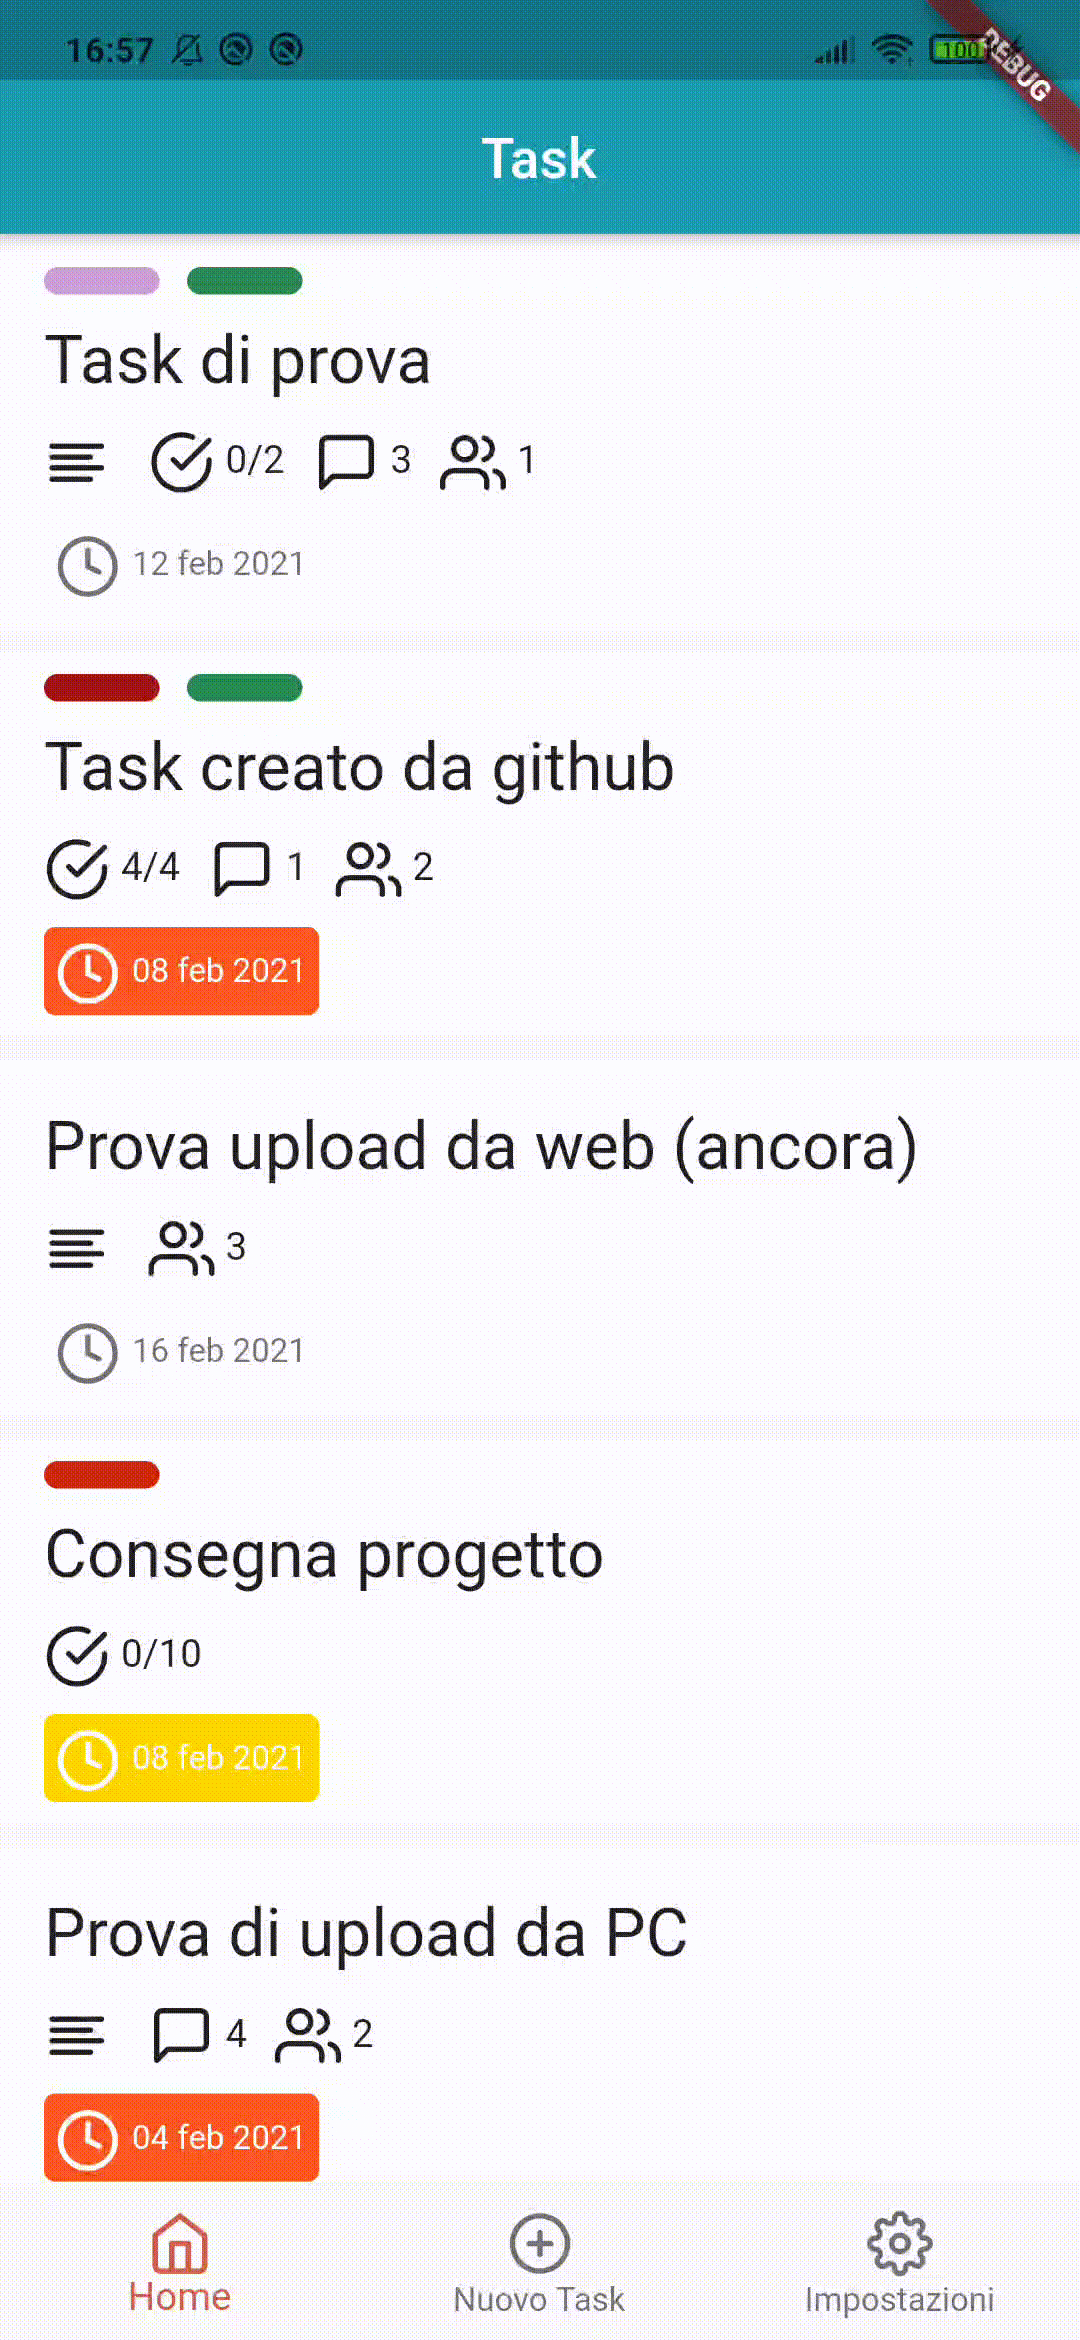 16:57
100
DEBUG
Task
Task di prova
0/2 3 1
12 feb 2021
Task creato da github
4/4 1 2
08 feb 2021
Prova upload da web (ancora)
3
16 feb 2021
Consegna progetto
0/10
08 feb 2021
Prova di upload da PC
4 2
04 feb 2021
Home Nuovo Task Impostazioni